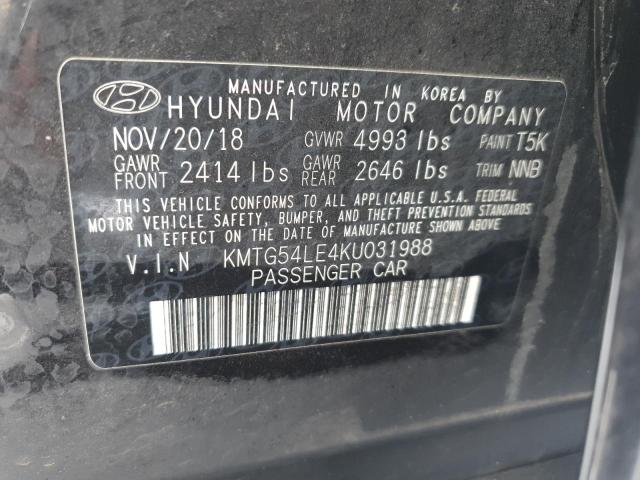 MANUFACTURED IN KOREA BY
HYUNDAI MOTOR COMPANY
NOV/20/18 GVWR 4993 lbs PAINT T5K
GAWR FRONT 2414 lbs GAWR REAR 2646 lbs TRIM NNB
THIS VEHICLE CONFORMS TO ALL APPLICABLE U.S.A. FEDERAL
MOTOR VEHICLE SAFETY, BUMPER, AND THEFT PREVENTION STANDARDS
IN EFFECT ON THE DATE OF MANUFACTURE SHOWN ABOVE.
V.I.N KMTG54LE4KU031988
PASSENGER CAR